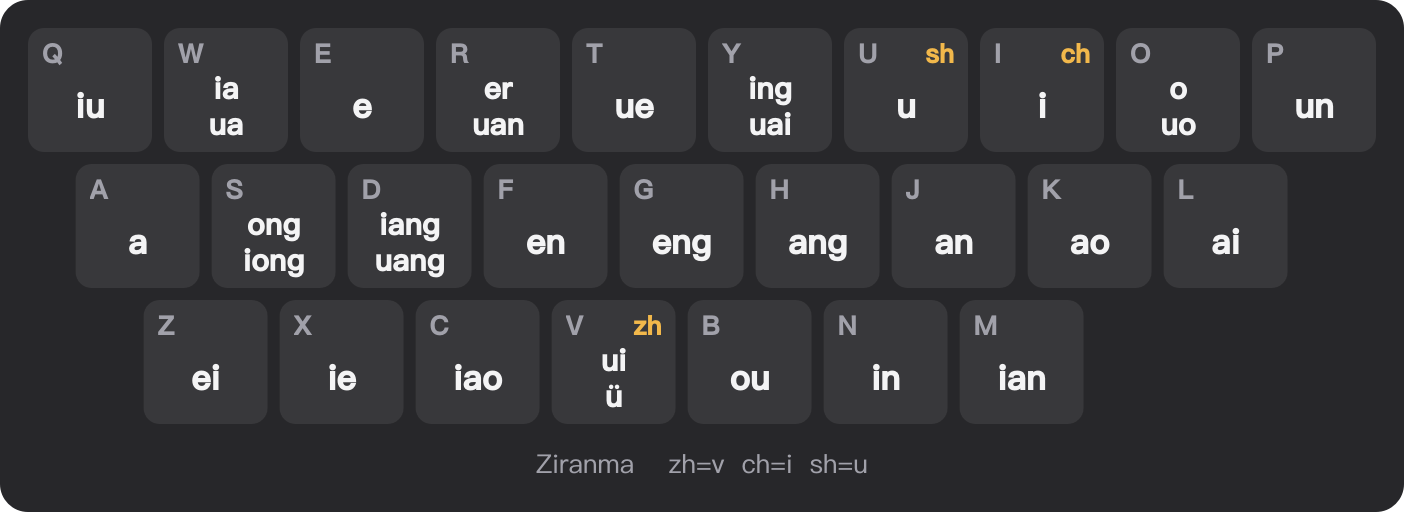 Q W E R T Y U sh I ch O P
iu ia ua e er uan ue ing uai u i o uo un
A S D F G H J K L
a ong iong iang uang en eng ang an ao ai
Z X C V zh B N M
ei ie iao ui ü ou in ian
Ziranma zh=v ch=i sh=u